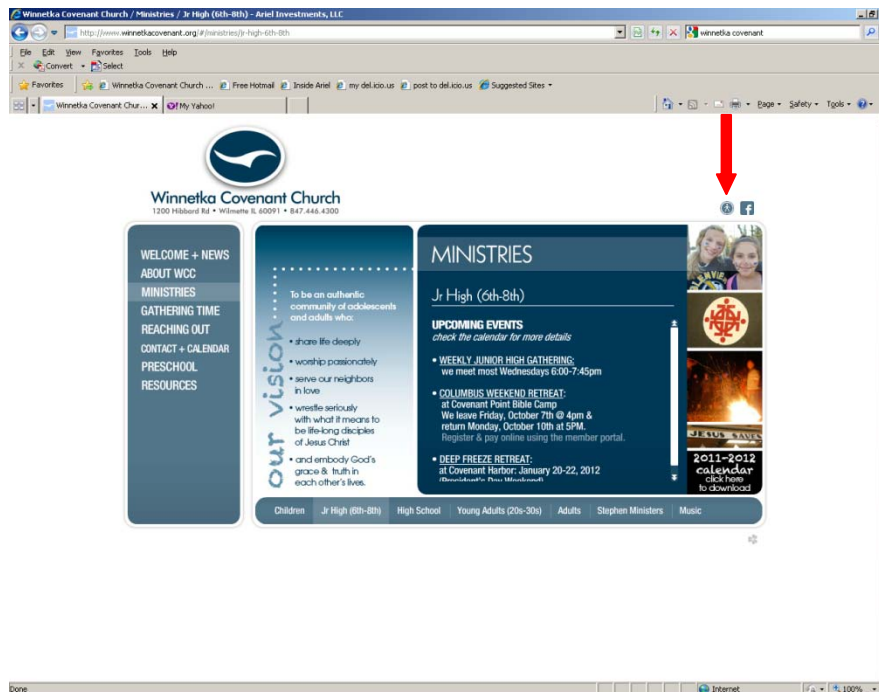 Winnetka Covenant Church / Ministries / Jr High (6th-8th) - Ariel Investments, LLC
http://www.winnetkacovenant.org/#/ministries/jr-high-6th-8th
winnetka covenant
File Edit View Favorites Tools Help
Convert Select
Favorites Winnetka Covenant Church ... Free Hotmail Inside Ariel my del.icio.us post to del.icio.us Suggested Sites
Winnetka Covenant Chur... My Yahoo!
Page Safety Tools
Winnetka Covenant Church
1200 Hibbard Rd • Wilmette IL 60091 • 847.446.4300
WELCOME + NEWS
ABOUT WCC
MINISTRIES
GATHERING TIME
REACHING OUT
CONTACT + CALENDAR
PRESCHOOL
RESOURCES
our vision
To be an authentic
community of adolescents
and adults who:
• share life deeply
• worship passionately
• serve our neighbors
in love
• wrestle seriously
with what it means to
be life-long disciples
of Jesus Christ
• and embody God's
grace & truth in
each other's lives.
MINISTRIES
Jr High (6th-8th)
UPCOMING EVENTS
check the calendar for more details
• WEEKLY JUNIOR HIGH GATHERING:
we meet most Wednesdays 6:00-7:45pm
• COLUMBUS WEEKEND RETREAT:
at Covenant Point Bible Camp
We leave Friday, October 7th @ 4pm &
return Monday, October 10th at 5PM.
Register & pay online using the member portal.
• DEEP FREEZE RETREAT:
at Covenant Harbor: January 20-22, 2012
(President's Day Weekend)
JESUS SAVES
2011-2012
calendar
click here
to download
Children Jr High (6th-8th) High School Young Adults (20s-30s) Adults Stephen Ministers Music
Done Internet 100%